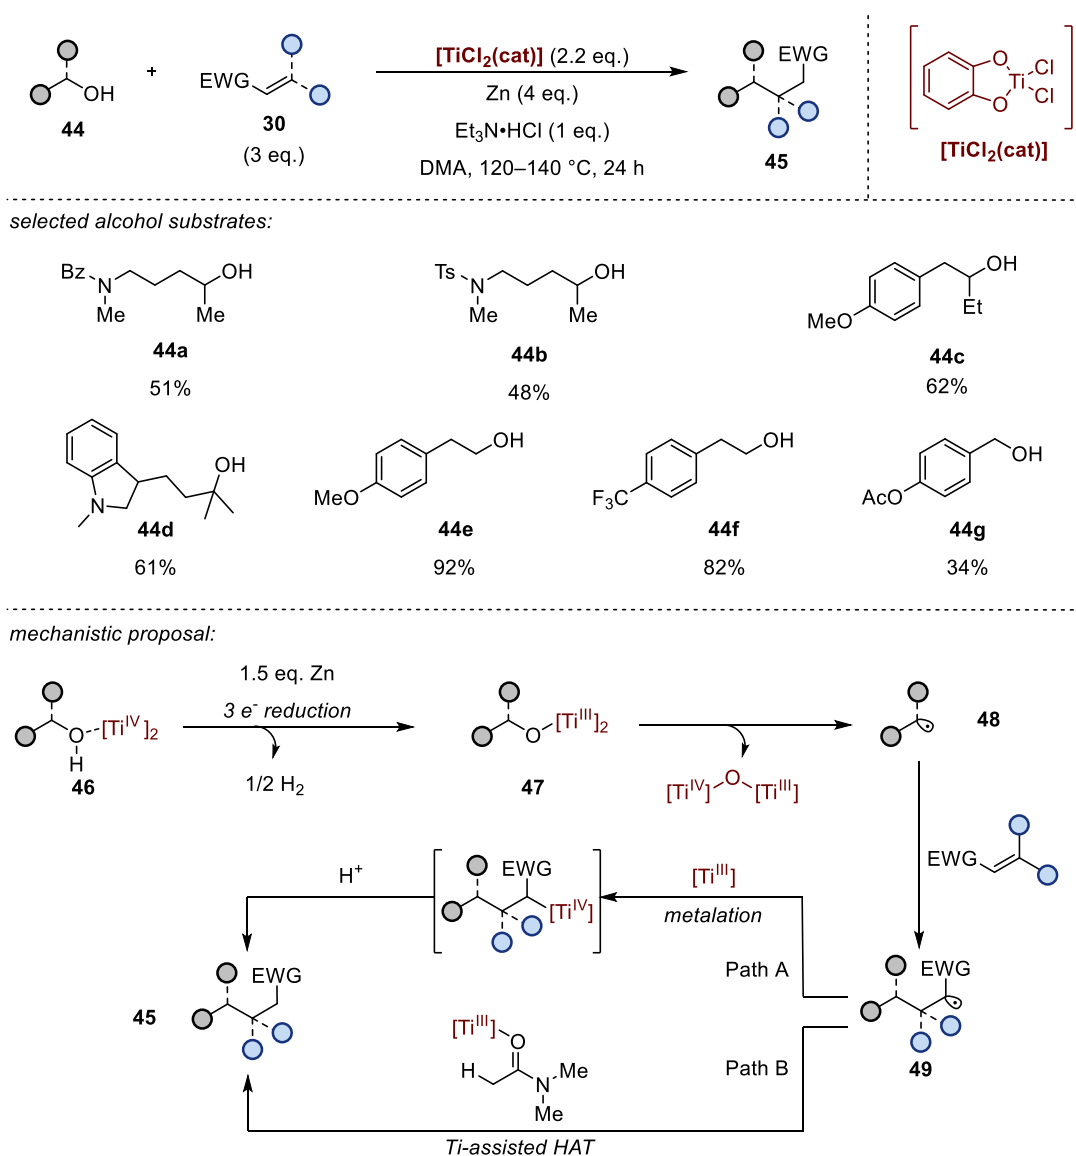 [TiCl2(cat)] (2.2 eq.)
Zn (4 eq.)
Et3N•HCl (1 eq.)
DMA, 120–140 °C, 24 h
OH
44
+
EWG
30
(3 eq.)
EWG
45
O
O
Ti
Cl
Cl
[TiCl2(cat)]
selected alcohol substrates:
Bz
N
Me
OH
Me
44a
51%
Ts
N
Me
OH
Me
44b
48%
MeO
OH
Et
44c
62%
N
OH
44d
61%
MeO
OH
44e
92%
F3C
OH
44f
82%
AcO
OH
44g
34%
mechanistic proposal:
O
H
[TiIV]2
46
1.5 eq. Zn
3 e- reduction
1/2 H2
O
[TiIII]2
47
[TiIV]
O
[TiIII]
48
EWG
H+
EWG
[TiIV]
[TiIII]
metalation
Path A
EWG
49
EWG
45
[TiIII]
O
H
N
Me
Me
Path B
Ti-assisted HAT